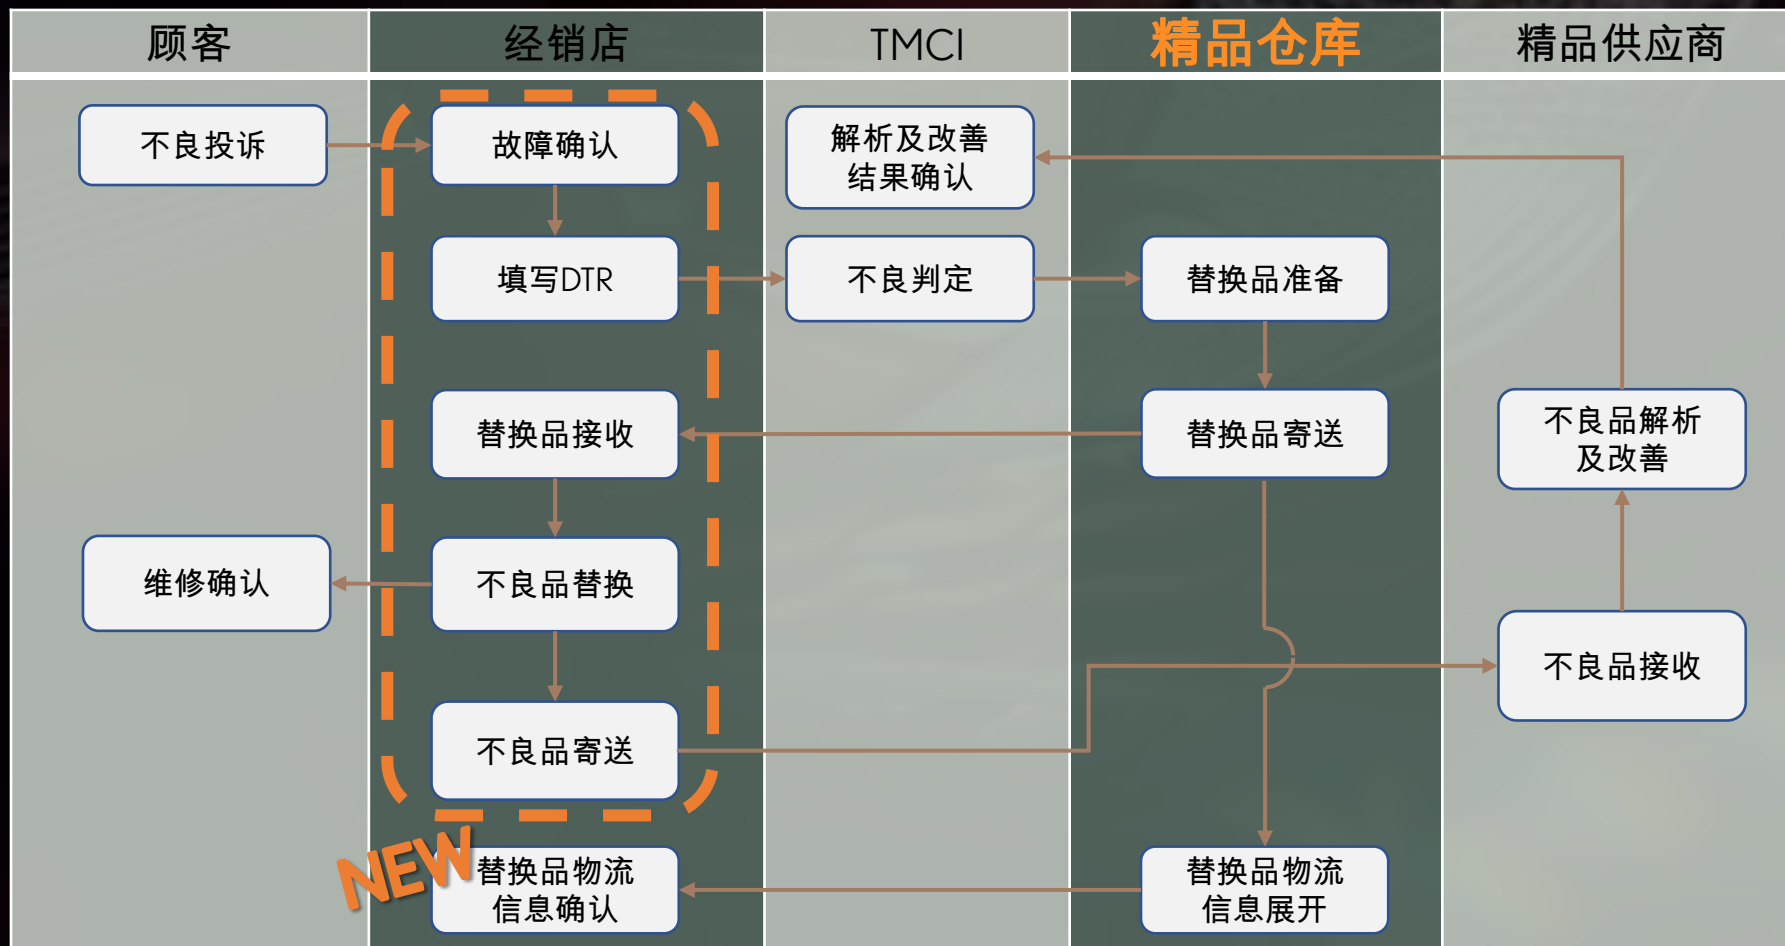 顾客
经销店
TMCI
精品仓库
精品供应商
不良投诉
故障确认
解析及改善
结果确认
填写DTR
不良判定
替换品准备
替换品接收
替换品寄送
不良品解析
及改善
维修确认
不良品替换
不良品接收
不良品寄送
NEW
替换品物流
信息确认
替换品物流
信息展开